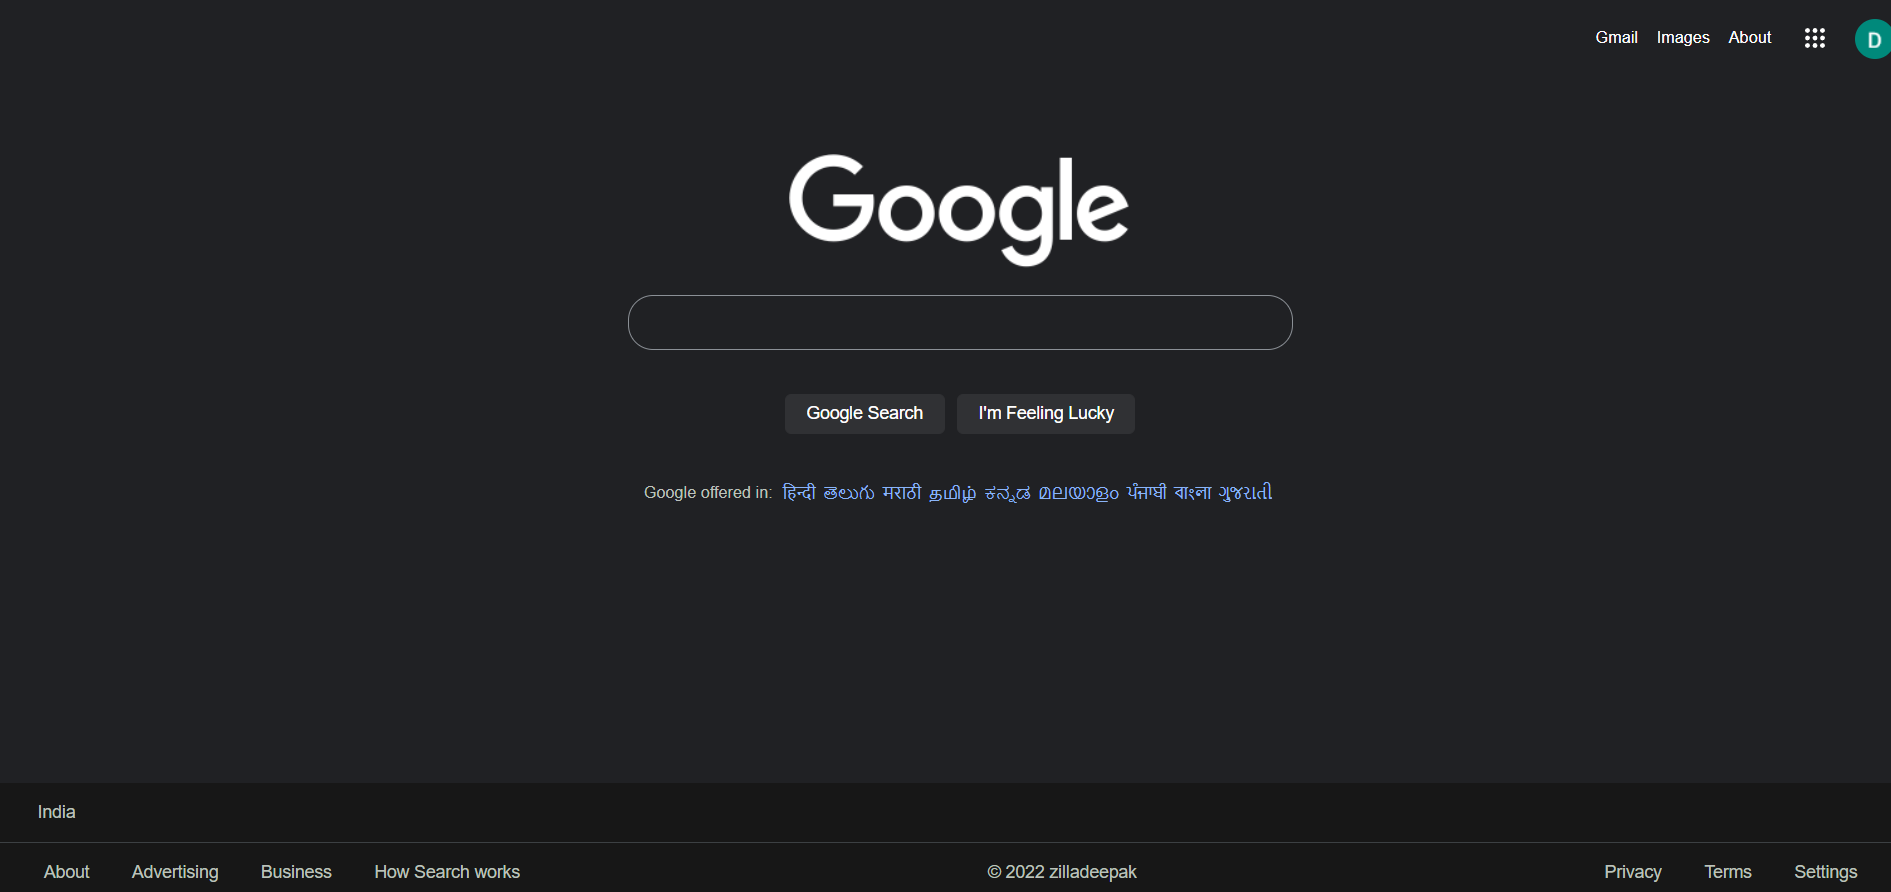 Gmail Images About D
Google
Google Search I'm Feeling Lucky
Google offered in: हिन्दी తెలుగు मराठी தமிழ் ಕನ್ನಡ മലയാളം ਪੰਜਾਬੀ বাংলা ગુજરાતી
India
About Advertising Business How Search works © 2022 zilladeepak Privacy Terms Settings